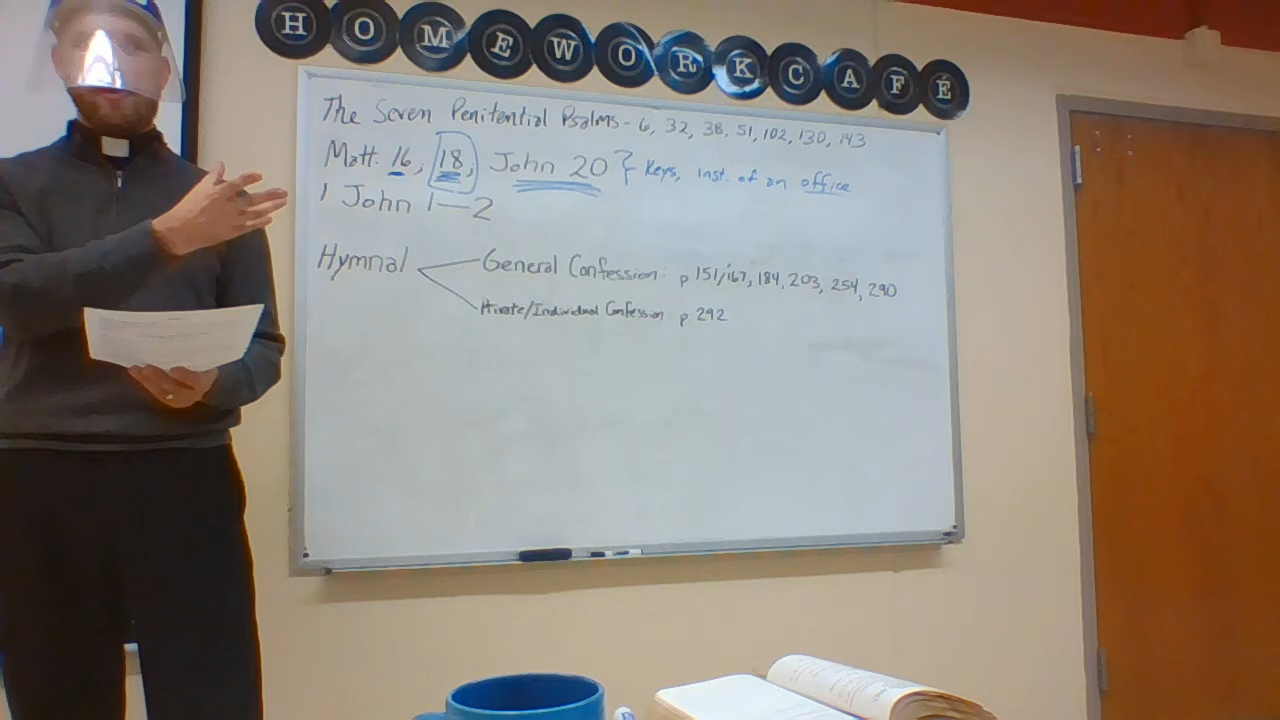 HOMEWORK CAFÉ
The Seven Penitential Psalms - 6, 32, 38, 51, 102, 130, 143
Matt. 16, 18, John 20 } Keys, inst. of an office
1 John 1—2
Hymnal
General Confession: p 151/167, 184, 203, 254, 290
Private/Individual Confession p 292